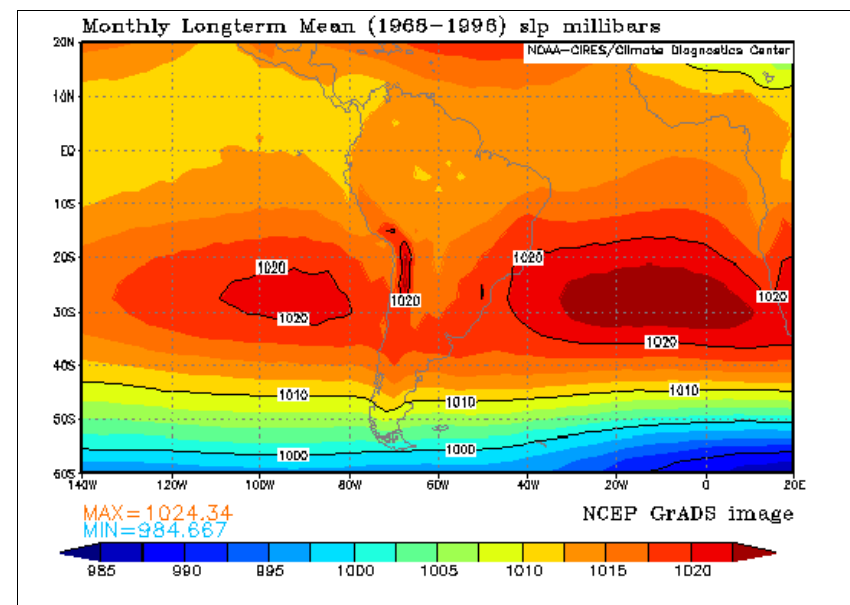 Monthly Longterm Mean (1968-1996) slp millibars
NOAA-CIRES/Climate Diagnostics Center
20N
10N
EQ
10S
20S
30S
40S
50S
60S
1020
1020
1020
1020
1020
1020
1010
1010
1010
1000
1000
140W 120W 100W 80W 60W 40W 20W 0 20E
MAX=1024.34
MIN=984.667
NCEP GrADS image
985 990 995 1000 1005 1010 1015 1020